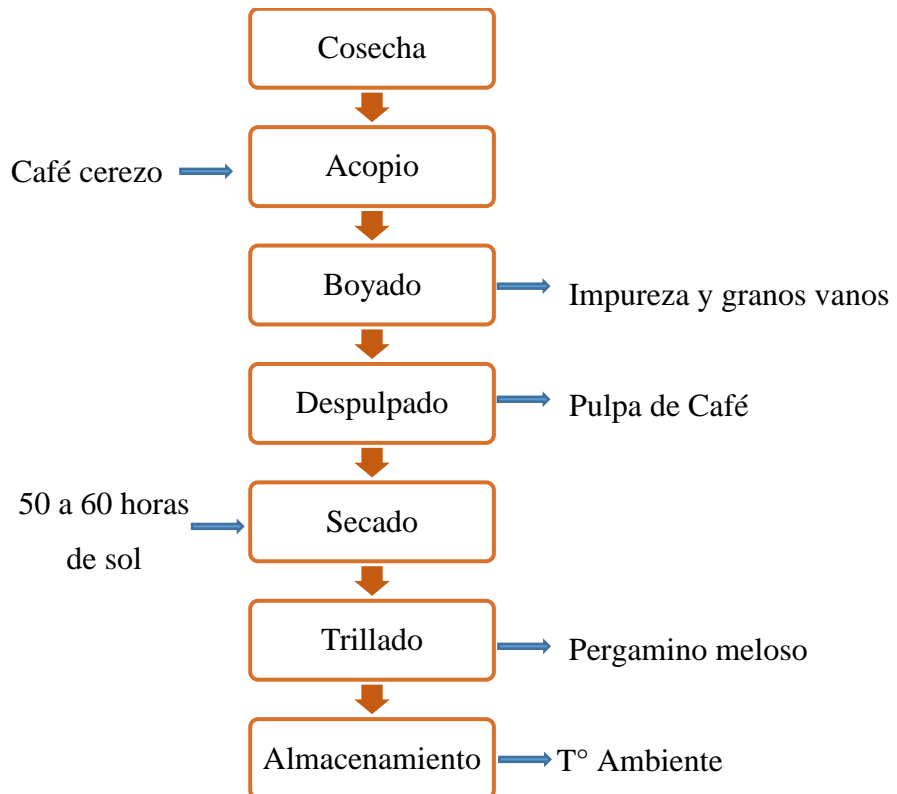 Cosecha
Café cerezo
Acopio
Boyado
Impureza y granos vanos
Despulpado
Pulpa de Café
50 a 60 horas
de sol
Secado
Trillado
Pergamino meloso
Almacenamiento
T° Ambiente